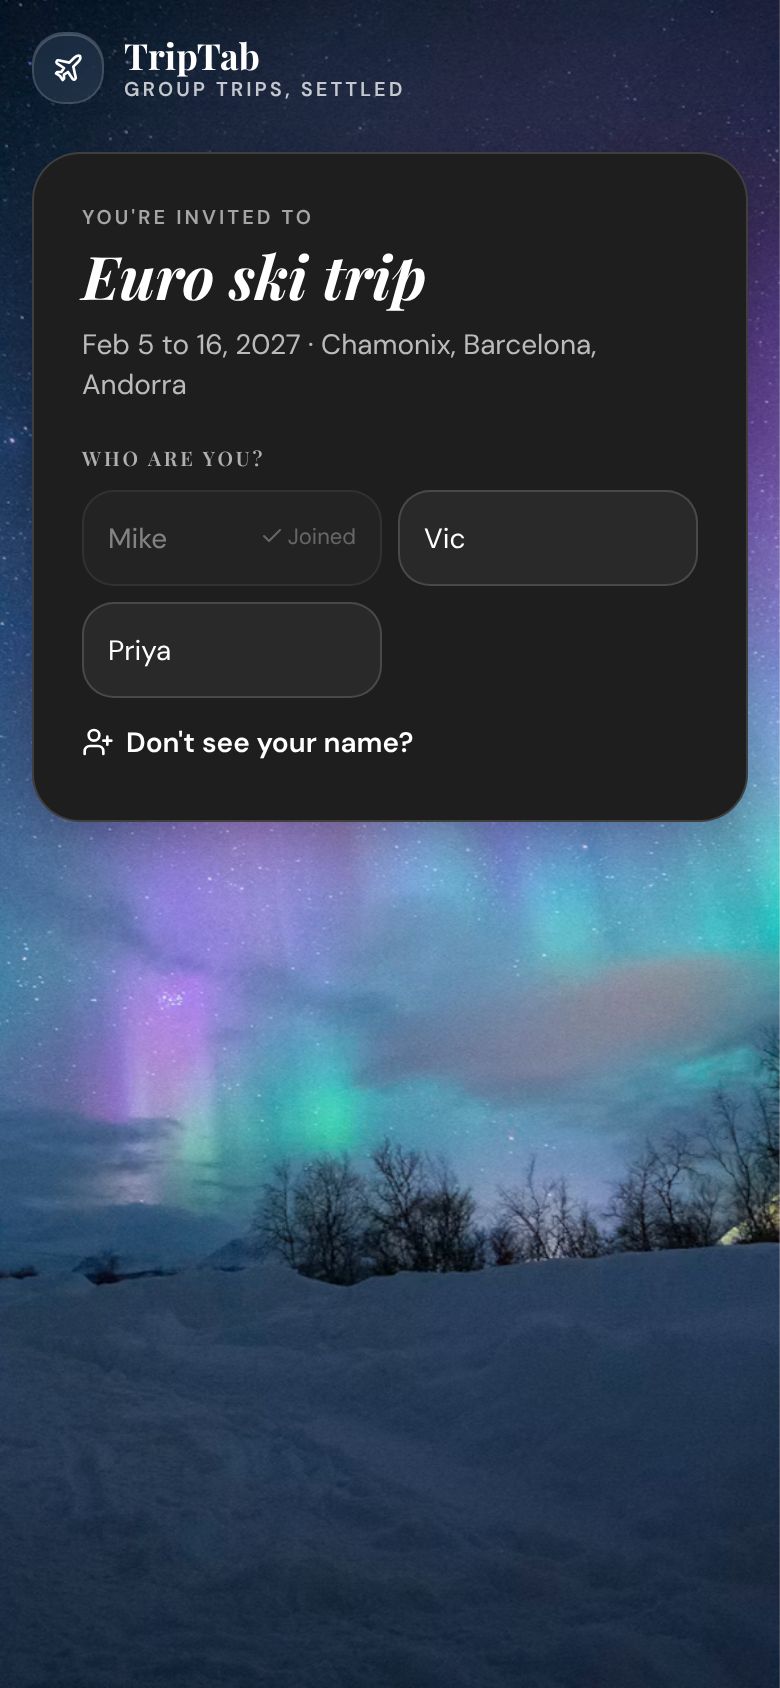 TripTab
GROUP TRIPS, SETTLED
YOU'RE INVITED TO
Euro ski trip
Feb 5 to 16, 2027 · Chamonix, Barcelona,
Andorra
WHO ARE YOU?
Mike ✓ Joined Vic
Priya
Don't see your name?